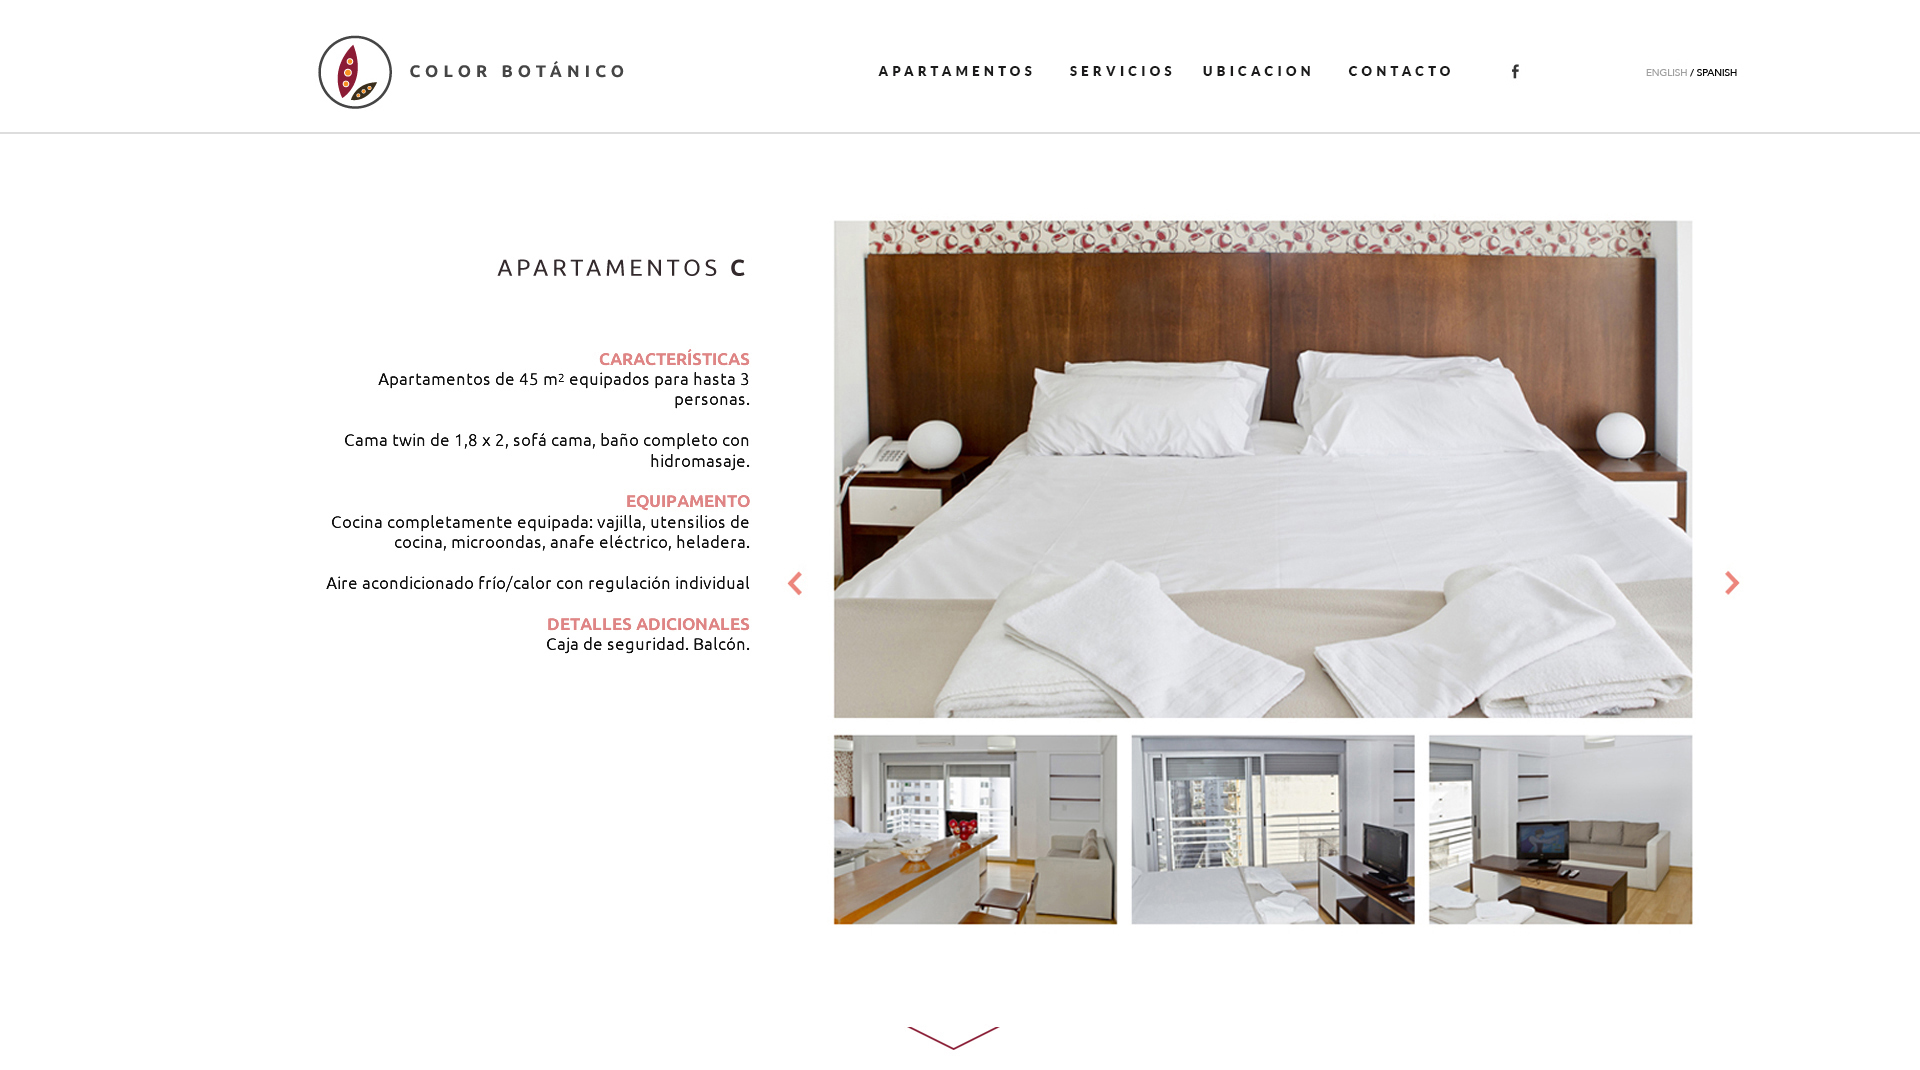 COLOR BOTÁNICO
APARTAMENTOS
SERVICIOS
UBICACION
CONTACTO
f
ENGLISH / SPANISH
APARTAMENTOS C
CARACTERÍSTICAS
Apartamentos de 45 m² equipados para hasta 3
personas.
Cama twin de 1,8 x 2, sofá cama, baño completo con
hidromasaje.
EQUIPAMENTO
Cocina completamente equipada: vajilla, utensilios de
cocina, microondas, anafe eléctrico, heladera.
Aire acondicionado frío/calor con regulación individual
DETALLES ADICIONALES
Caja de seguridad. Balcón.